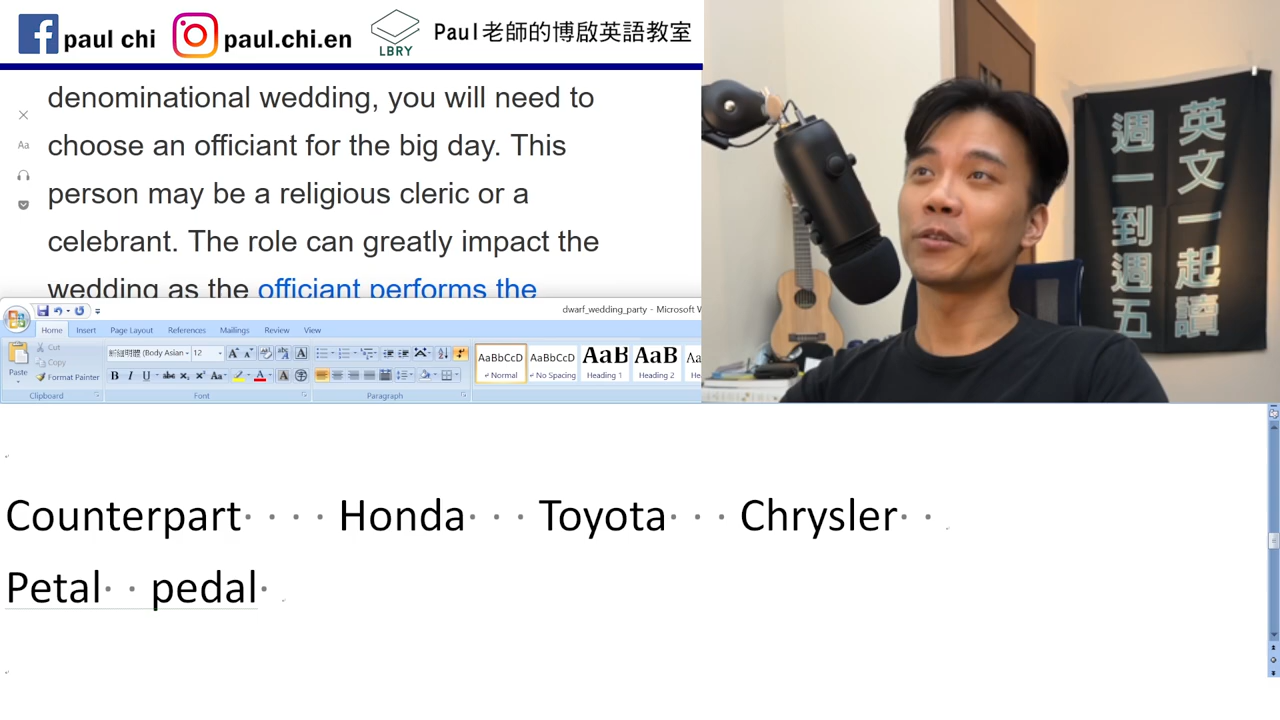 paul chi
paul.chi.en
LBRY
Paul老師的博啟英語教室
denominational wedding, you will need to
choose an officiant for the big day. This
person may be a religious cleric or a
celebrant. The role can greatly impact the
wedding as the officiant performs the
英文一起讀
週一到週五
dwarf_wedding_party - Microsoft W
Home Insert Page Layout References Mailings Review View
Cut
Copy
Format Painter
Paste
新細明體 (Body Asian 12
AaBbCcD AaBbCcD AaBb AaBb
Normal No Spacing Heading 1 Heading 2
Clipboard Font Paragraph
Counterpart Honda Toyota Chrysler
Petal pedal